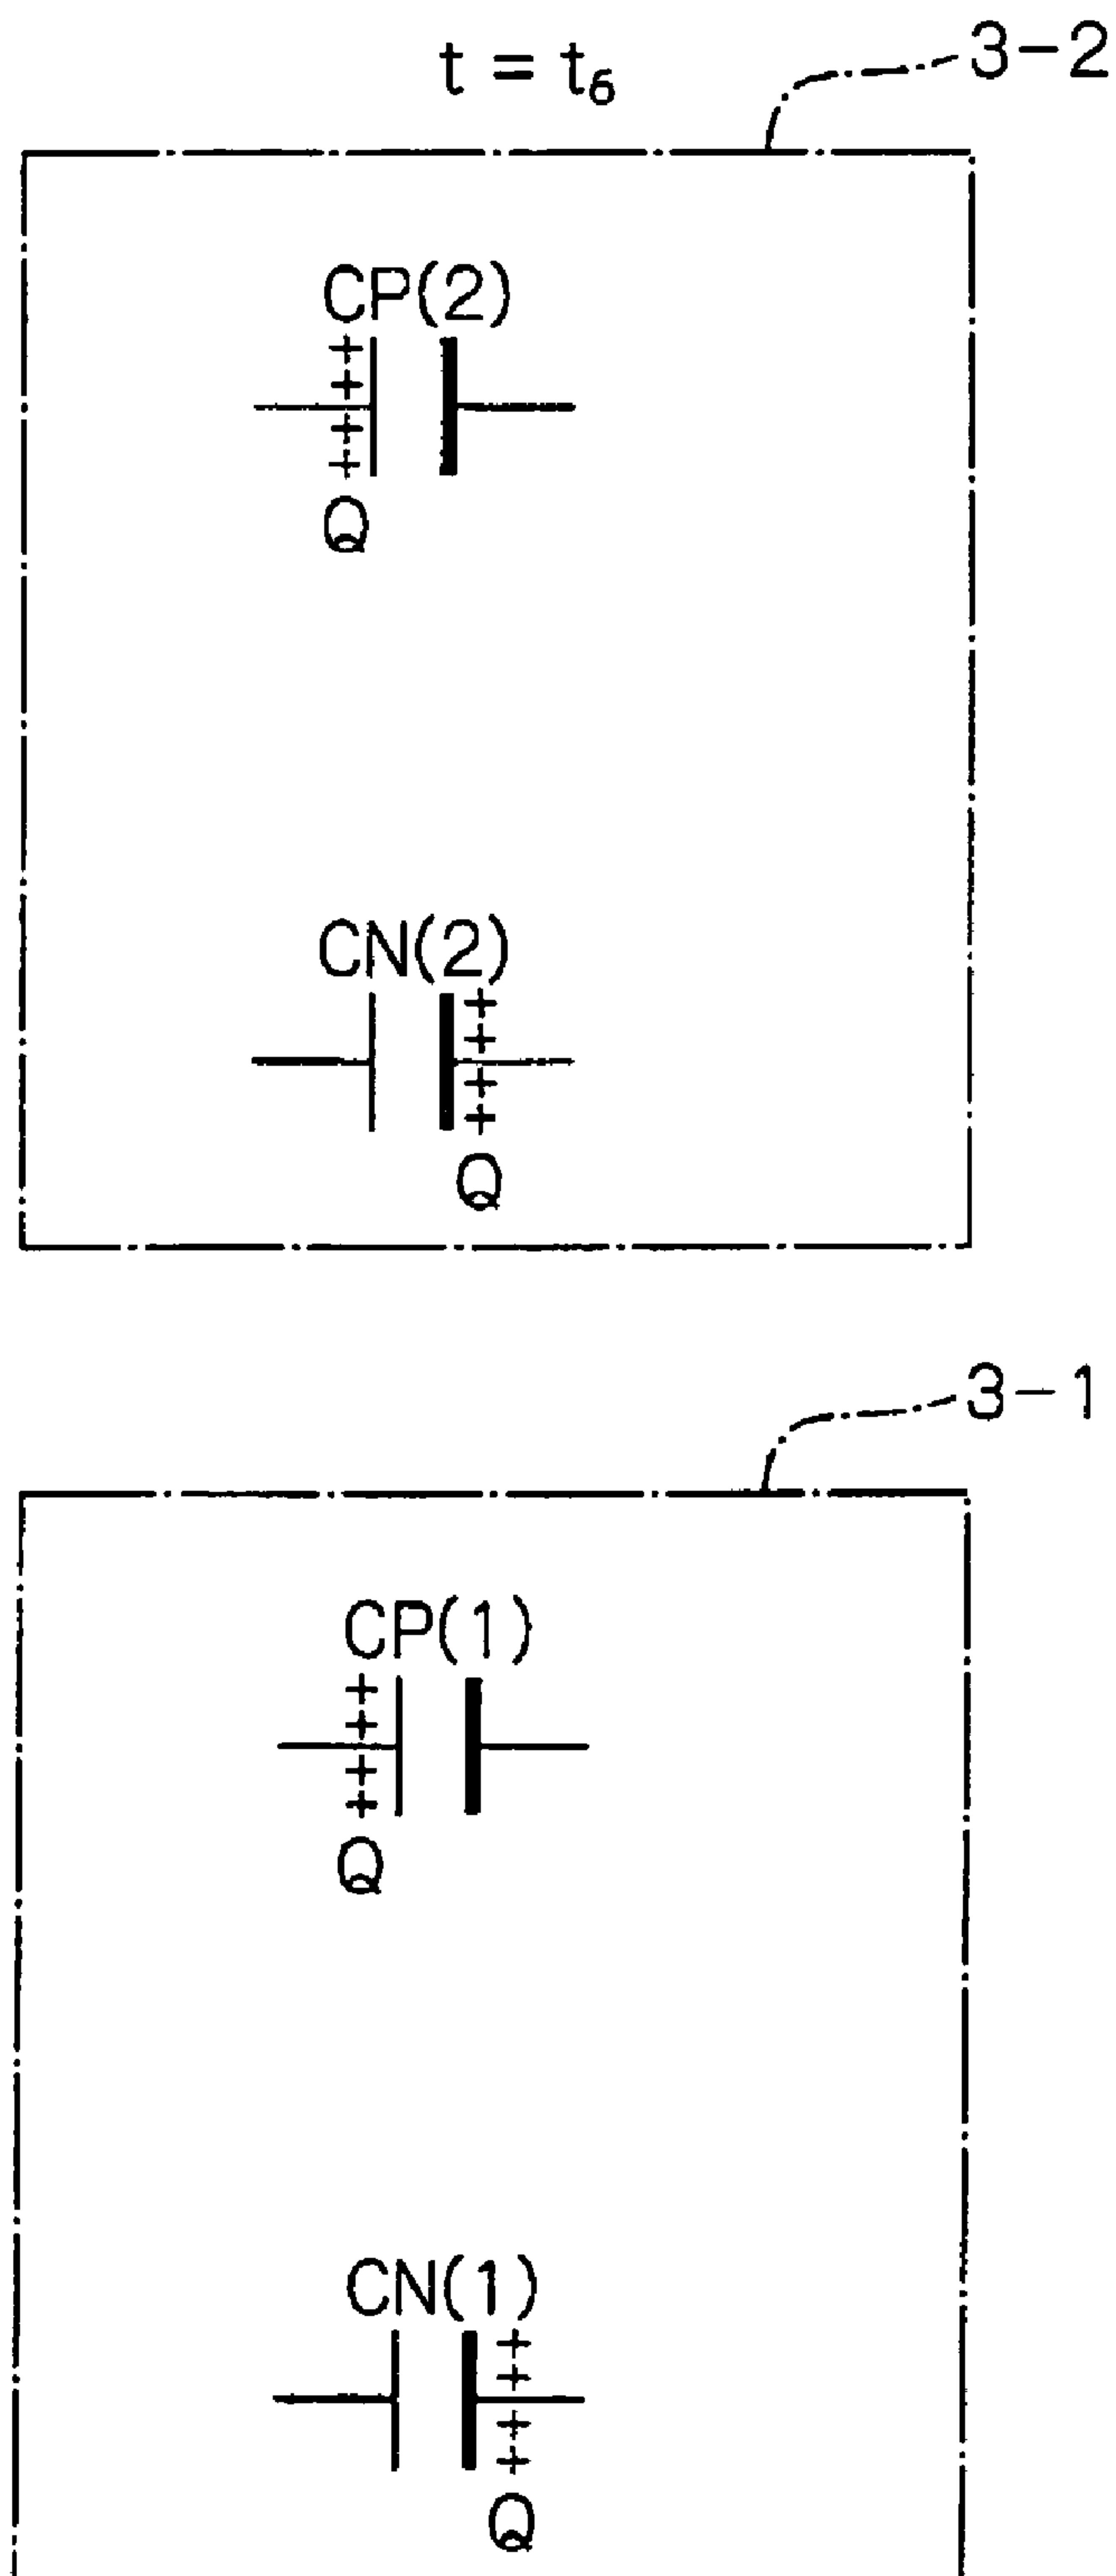 t = t₆
3-2
CP(2)
++++
Q
CN(2)
++++
Q
3-1
CP(1)
++++
Q
CN(1)
++++
Q